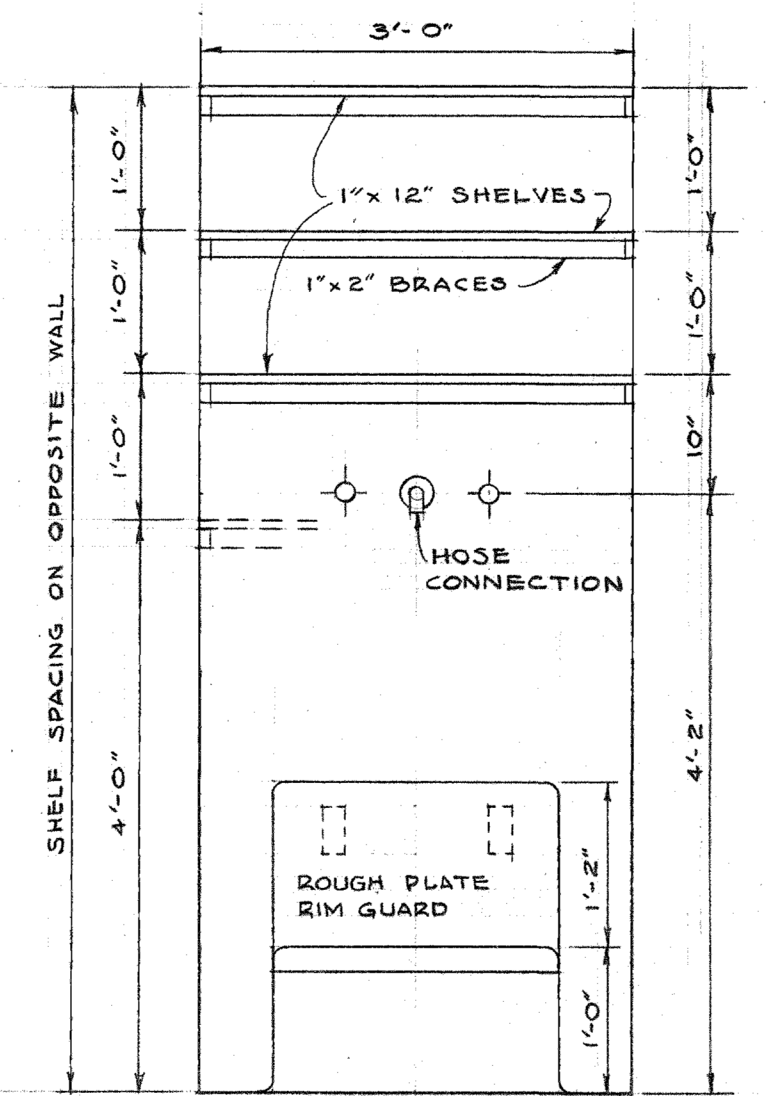 3'-0"
1'-0"
1'-0"
1"x 12" SHELVES
1'-0"
1'-0"
1"x 2" BRACES
1'-0"
10"
SHELF SPACING ON OPPOSITE WALL
HOSE
CONNECTION
4'-0"
4'-2"
ROUGH PLATE
RIM GUARD
1'-2"
1'-0"